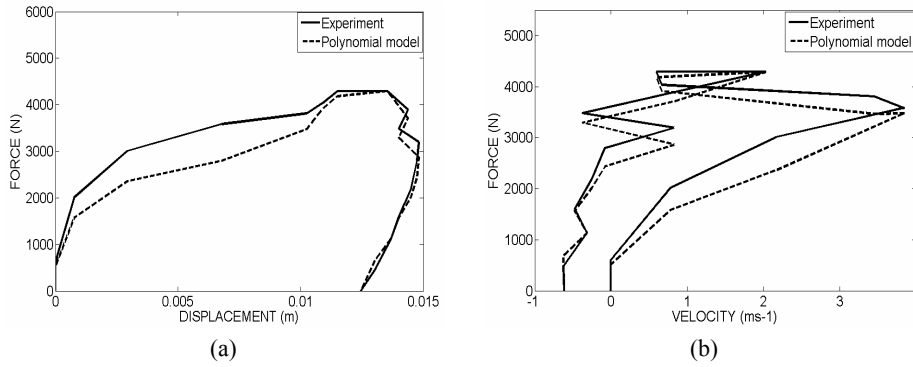 6000
5000
4000
3000
2000
1000
0
FORCE (N)
Experiment
Polynomial model
0 0.005 0.01 0.015
DISPLACEMENT (m)
(a)
5000
4000
3000
2000
1000
0
FORCE (N)
Experiment
Polynomial model
-1 0 1 2 3
VELOCITY (ms-1)
(b)